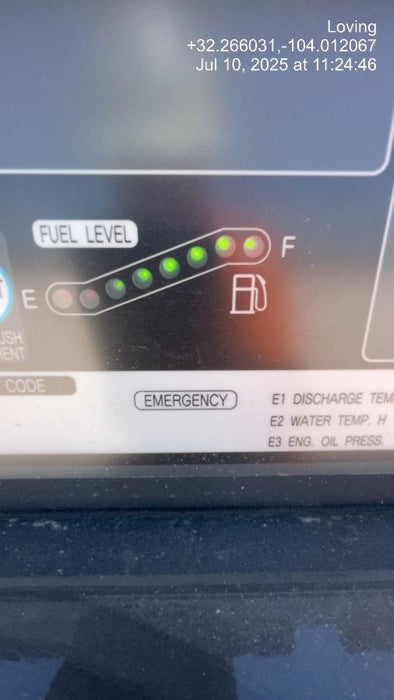 Loving
+32.266031,-104.012067
Jul 10, 2025 at 11:24:46
FUEL LEVEL
E
F
CODE
EMERGENCY
E1 DISCHARGE TEM
E2 WATER TEMP. H
E3 ENG. OIL PRESS.